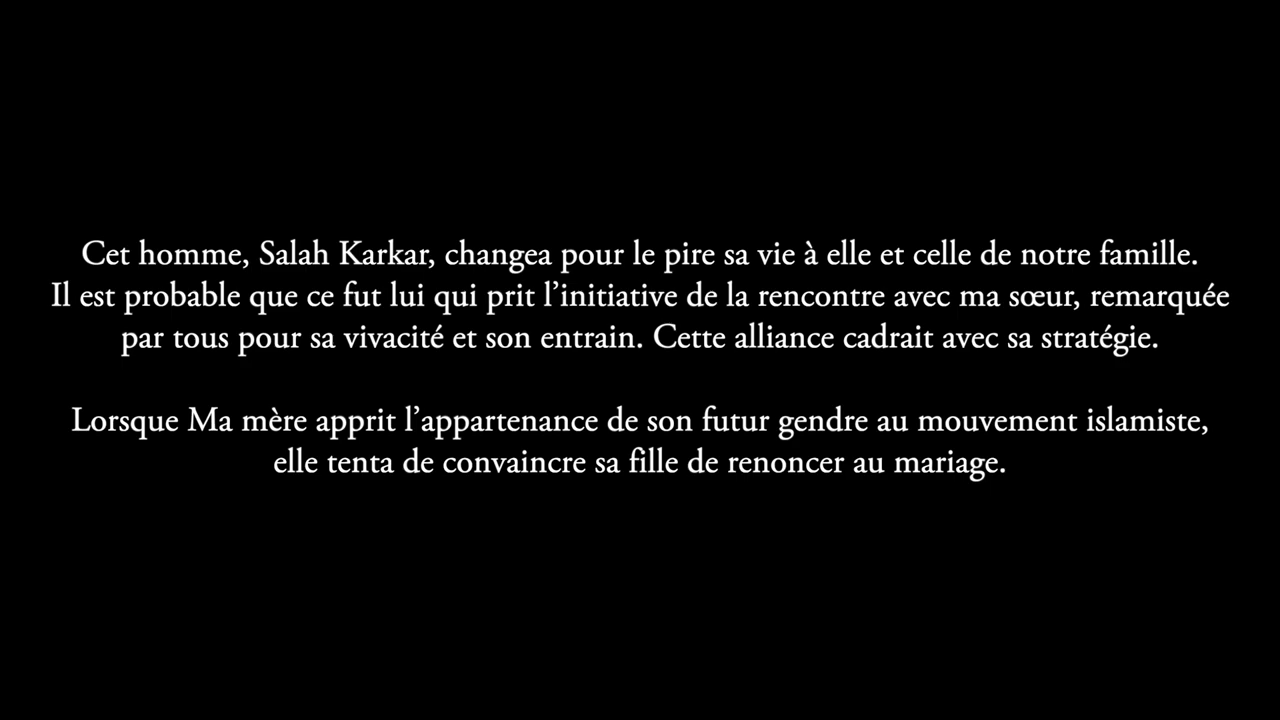 Cet homme, Salah Karkar, changea pour le pire sa vie à elle et celle de notre famille.
Il est probable que ce fut lui qui prit l’initiative de la rencontre avec ma sœur, remarquée
par tous pour sa vivacité et son entrain. Cette alliance cadrait avec sa stratégie.
Lorsque Ma mère apprit l’appartenance de son futur gendre au mouvement islamiste,
elle tenta de convaincre sa fille de renoncer au mariage.